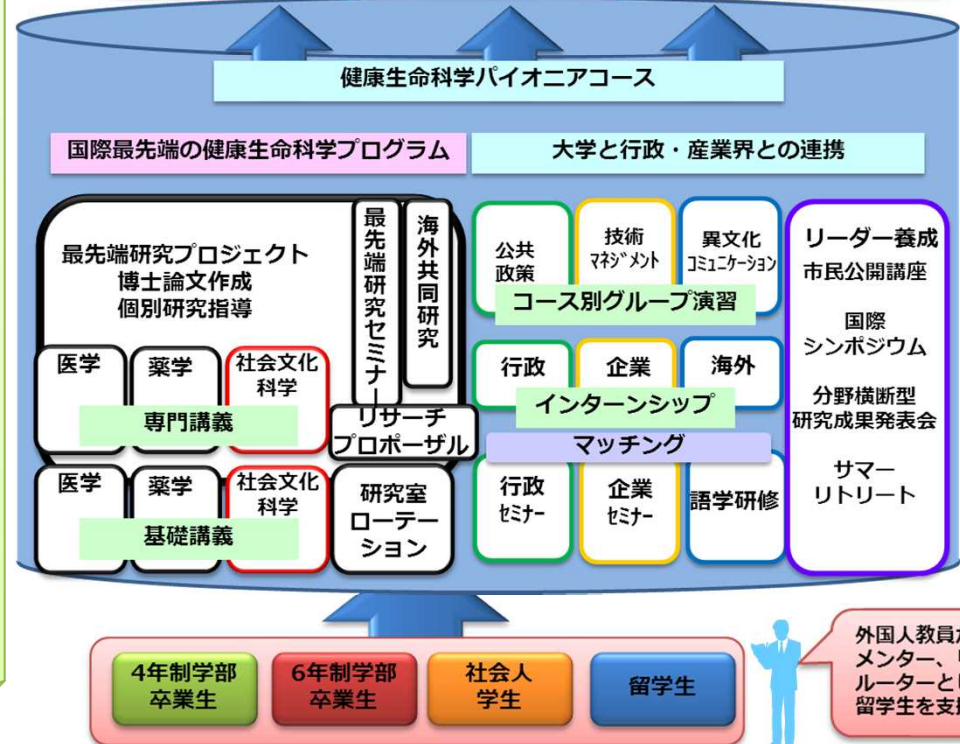 健康生命科学パイオニアコース
国際最先端の健康生命科学プログラム
大学と行政・産業界との連携
最先端研究プロジェクト
博士論文作成
個別研究指導
最先端研究セミナー
海外共同研究
医学
薬学
社会文化
科学
専門講義
リサーチ
プロポーザル
医学
薬学
社会文化
科学
基礎講義
研究室
ローテー
ション
公共
政策
技術
ﾏﾈｼﾞﾒﾝﾄ
異文化
ｺﾐｭﾆｹｰｼｮﾝ
コース別グループ演習
行政
企業
海外
インターンシップ
マッチング
行政
ｾﾐﾅｰ
企業
ｾﾐﾅｰ
語学研修
リーダー養成
市民公開講座
国際
シンポジウム
分野横断型
研究成果発表会
サマー
リトリート
4年制学部
卒業生
6年制学部
卒業生
社会人
学生
留学生
外国人教員が
メンター、リ
ルーターとし
留学生を支援